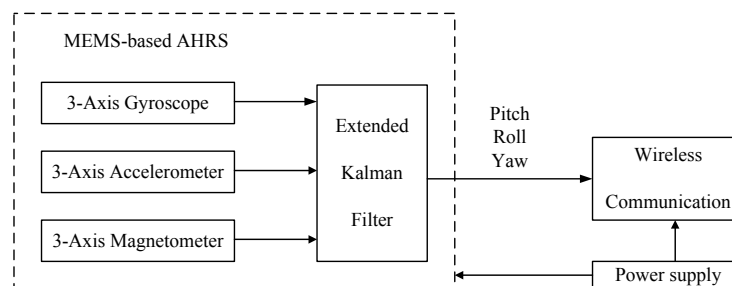 MEMS-based AHRS
3-Axis Gyroscope
3-Axis Accelerometer
3-Axis Magnetometer
Extended
Kalman
Filter
Pitch
Roll
Yaw
Wireless
Communication
Power supply